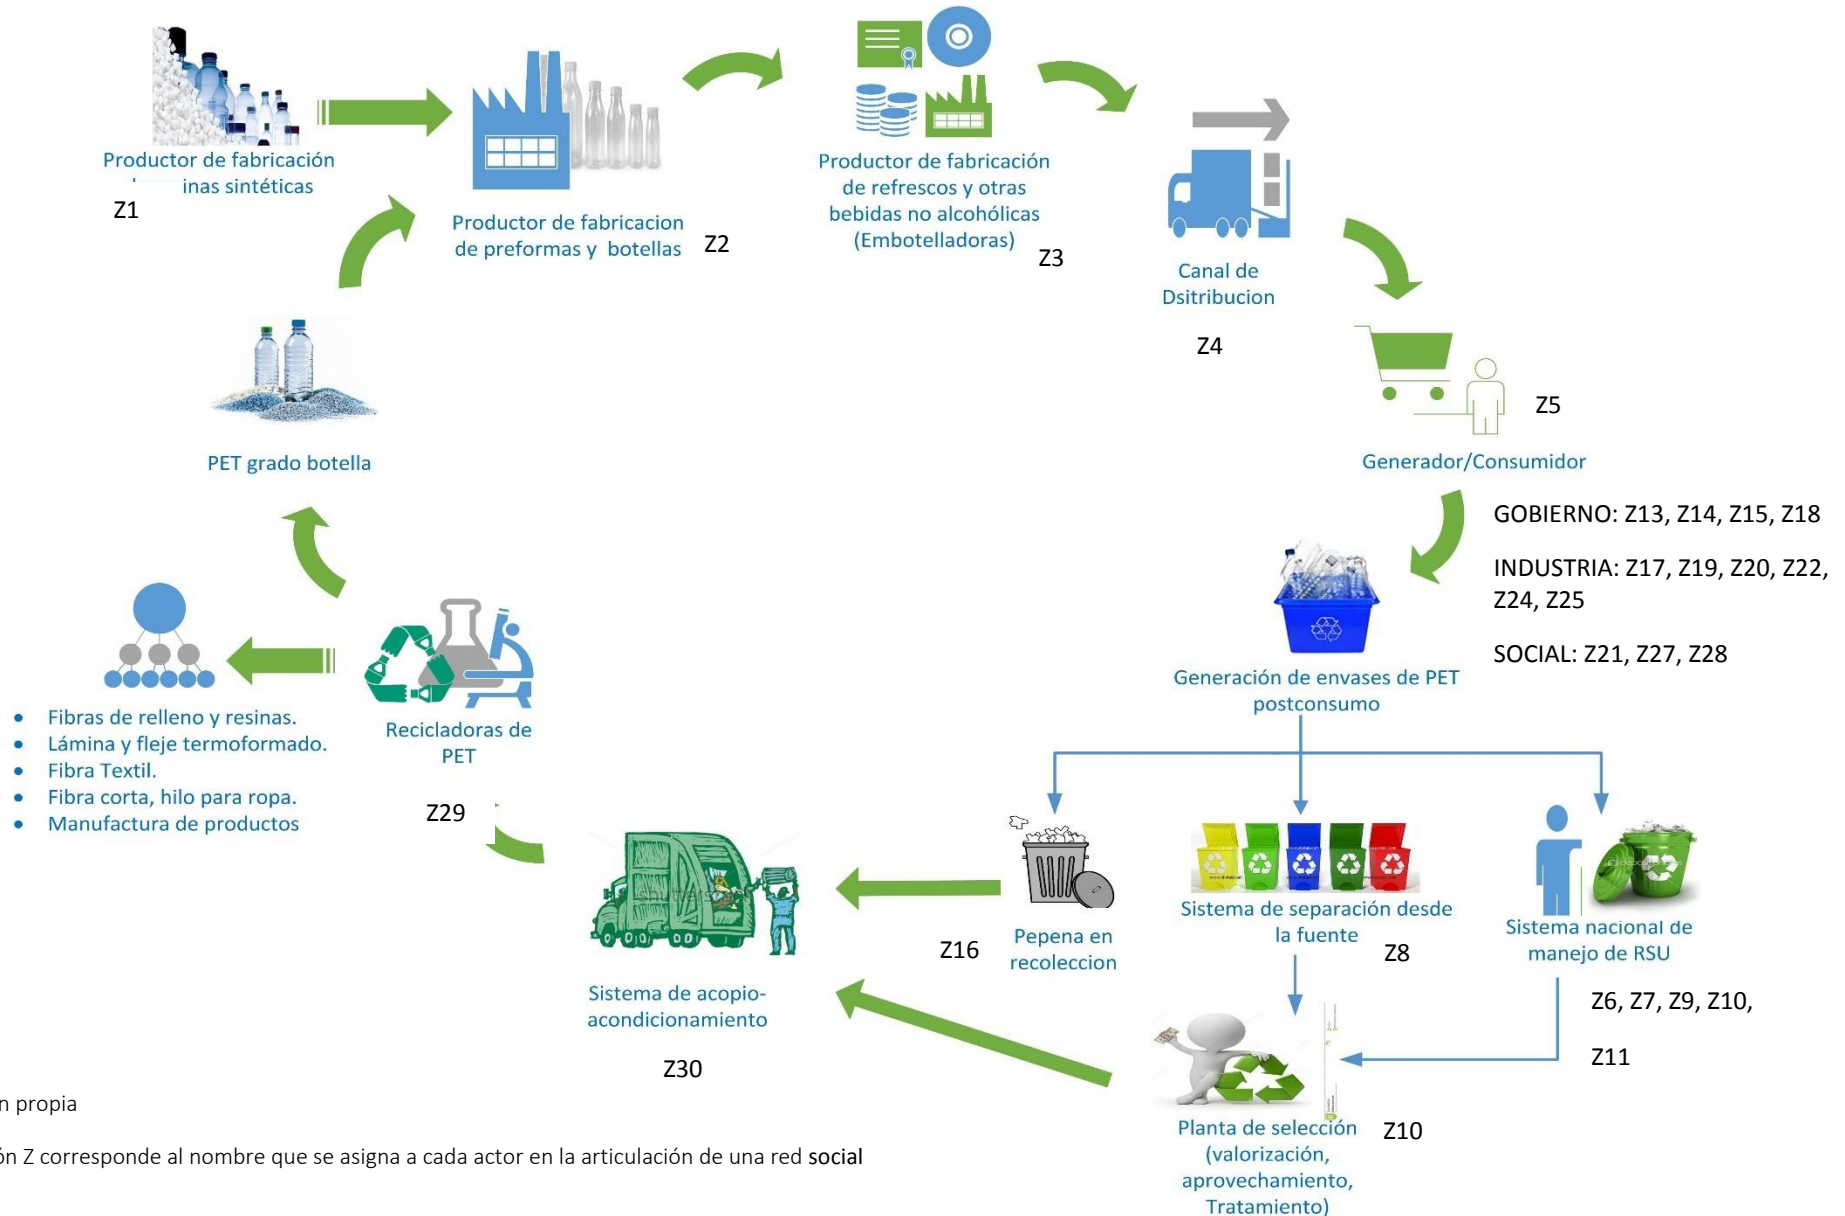 Productor de fabricación
inas sintéticas
Z1
Productor de fabricacion
de preformas y botellas
Z2
Productor de fabricación
de refrescos y otras
bebidas no alcohólicas
(Embotelladoras)
Z3
Canal de
Dsitribucion
Z4
Z5
Generador/Consumidor
GOBIERNO: Z13, Z14, Z15, Z18
INDUSTRIA: Z17, Z19, Z20, Z22,
Z24, Z25
SOCIAL: Z21, Z27, Z28
Generación de envases de PET
postconsumo
PET grado botella
• Fibras de relleno y resinas.
• Lámina y fleje termoformado.
• Fibra Textil.
• Fibra corta, hilo para ropa.
• Manufactura de productos
Recicladoras de
PET
Z29
Sistema de acopio-
acondicionamiento
Z30
Z16
Pepena en
recoleccion
Sistema de separación desde
la fuente
Z8
Sistema nacional de
manejo de RSU
Z6, Z7, Z9, Z10,
Z11
Planta de selección
(valorización,
aprovechamiento,
Tratamiento)
Z10
n propia
ón Z corresponde al nombre que se asigna a cada actor en la articulación de una red social